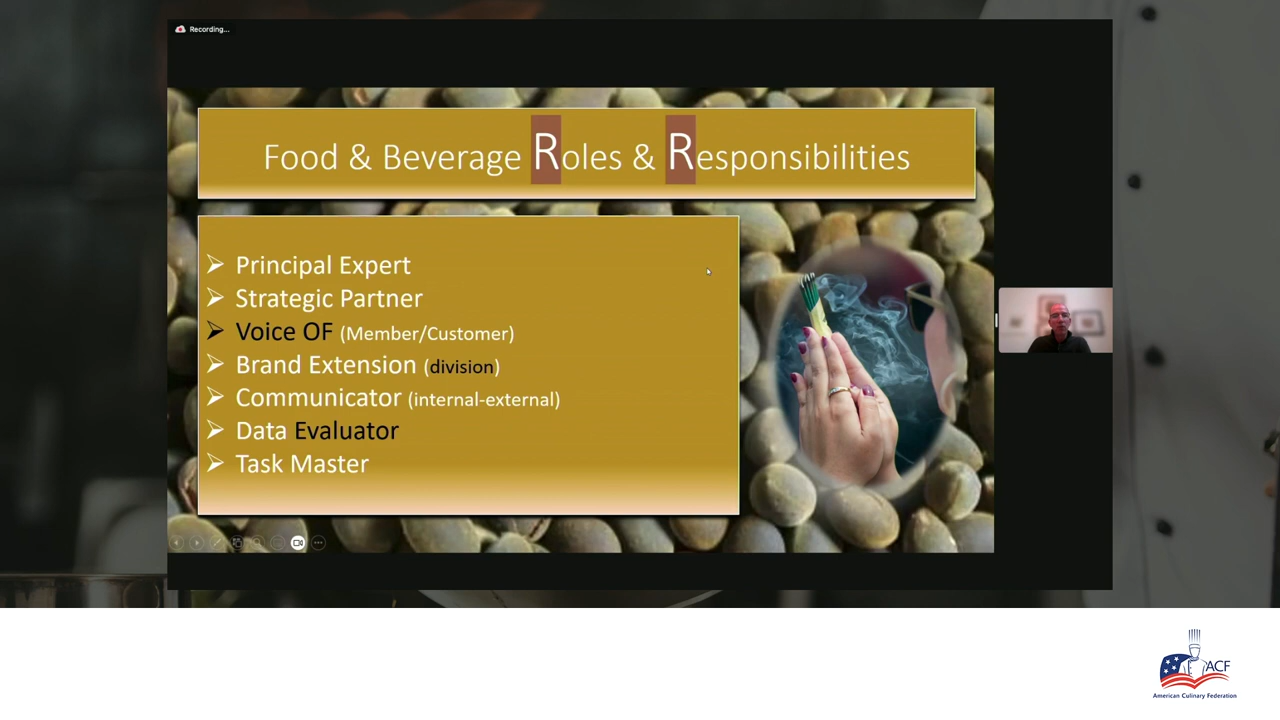 Recording...
Food & Beverage Roles & Responsibilities
Principal Expert
Strategic Partner
Voice OF (Member/Customer)
Brand Extension (division)
Communicator (internal-external)
Data Evaluator
Task Master
ACF
American Culinary Federation